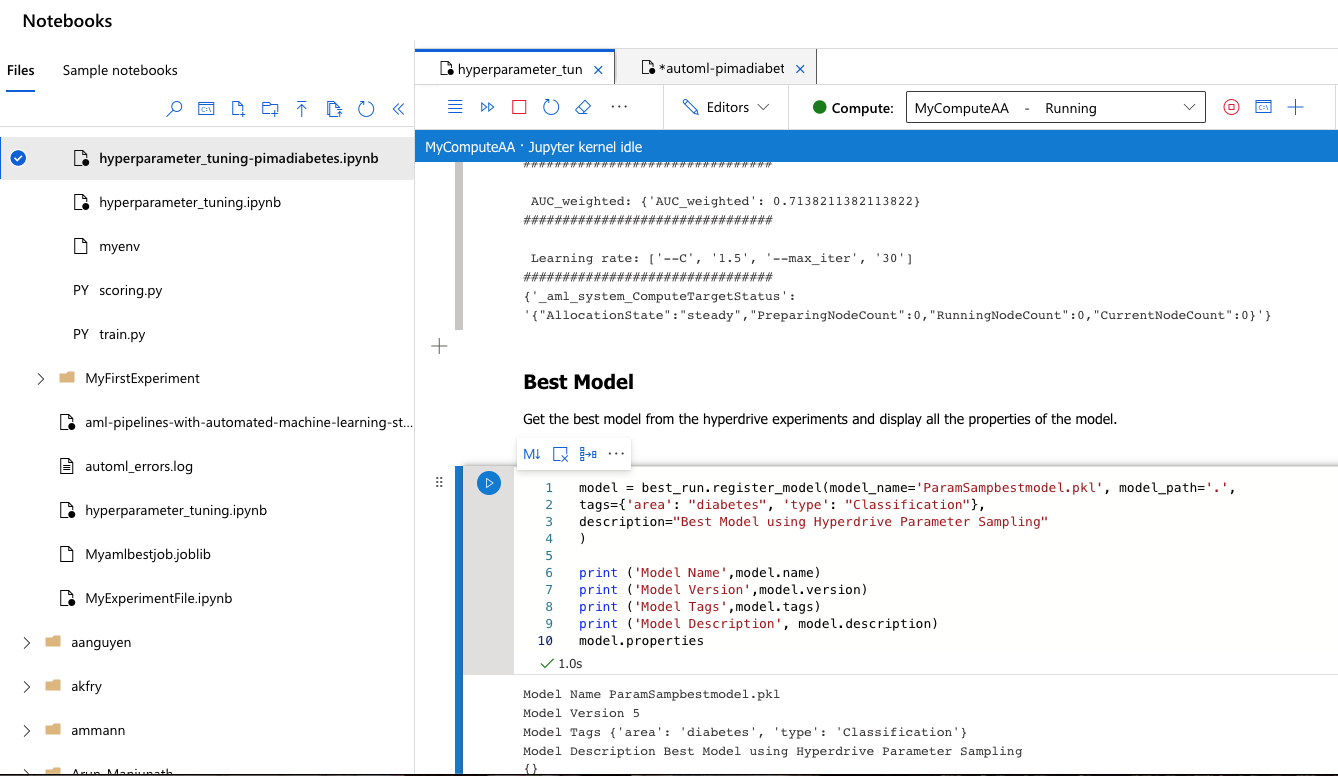 Notebooks
Files
Sample notebooks
hyperparameter_tuning-pimadiabetes.ipynb
hyperparameter_tuning.ipynb
myenv
PY scoring.py
PY train.py
MyFirstExperiment
aml-pipelines-with-automated-machine-learning-st...
automl_errors.log
hyperparameter_tuning.ipynb
Myamlbestjob.joblib
MyExperimentFile.ipynb
aanguyen
akfry
ammann
Arun_Manjunath
hyperparameter_tun
*automl-pimadiabet
Editors
Compute:
MyComputeAA - Running
MyComputeAA · Jupyter kernel idle
################################
AUC_weighted: {'AUC_weighted': 0.7138211382113822}
################################
Learning rate: ['--C', '1.5', '--max_iter', '30']
################################
{'_aml_system_ComputeTargetStatus':
'{"AllocationState":"steady","PreparingNodeCount":0,"RunningNodeCount":0,"CurrentNodeCount":0}'}
Best Model
Get the best model from the hyperdrive experiments and display all the properties of the model.
M↓
1 model = best_run.register_model(model_name='ParamSampbestmodel.pkl', model_path='.',
2 tags={'area': "diabetes", 'type': "Classification"},
3 description="Best Model using Hyperdrive Parameter Sampling"
4 )
5
6 print ('Model Name',model.name)
7 print ('Model Version',model.version)
8 print ('Model Tags',model.tags)
9 print ('Model Description', model.description)
10 model.properties
1.0s
Model Name ParamSampbestmodel.pkl
Model Version 5
Model Tags {'area': 'diabetes', 'type': 'Classification'}
Model Description Best Model using Hyperdrive Parameter Sampling
{}